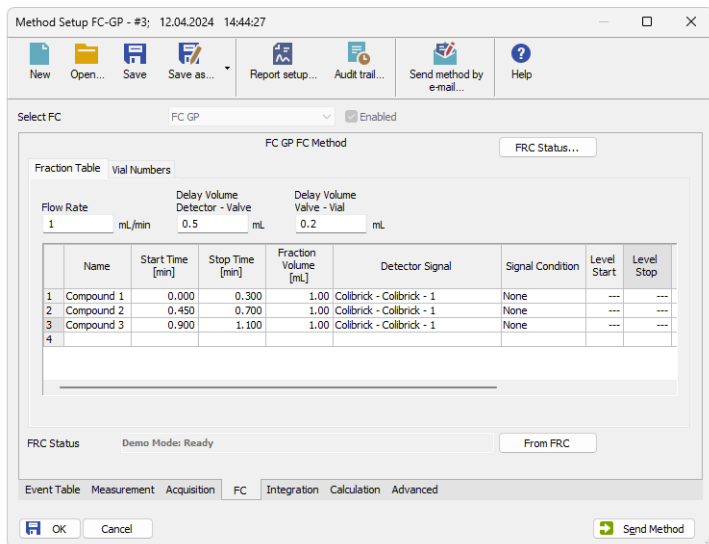 Method Setup FC-GP - #3; 12.04.2024 14:44:27
New Open... Save Save as... Report setup... Audit trail... Send method by e-mail... Help
Select FC FC GP Enabled
FC GP FC Method FRC Status...
Fraction Table Vial Numbers
Flow Rate Delay Volume Detector - Valve Delay Volume Valve - Vial
1 mL/min 0.5 mL 0.2 mL
Name Start Time [min] Stop Time [min] Fraction Volume [mL] Detector Signal Signal Condition Level Start Level Stop
1 Compound 1 0.000 0.300 1.00 Colibrick - Colibrick - 1 None --- ---
2 Compound 2 0.450 0.700 1.00 Colibrick - Colibrick - 1 None --- ---
3 Compound 3 0.900 1.100 1.00 Colibrick - Colibrick - 1 None --- ---
4
FRC Status Demo Mode: Ready From FRC
Event Table Measurement Acquisition FC Integration Calculation Advanced
OK Cancel Send Method